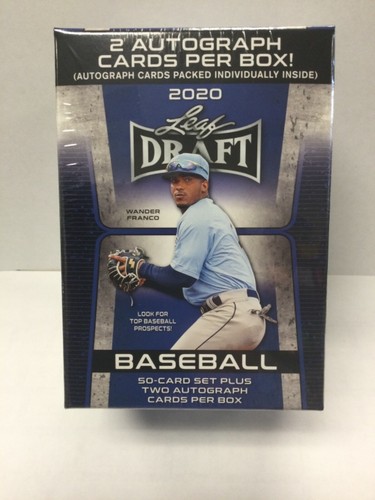 2 AUTOGRAPH
CARDS PER BOX!
(AUTOGRAPH CARDS PACKED INDIVIDUALLY INSIDE)
2020
Leaf
DRAFT
WANDER
FRANCO
LOOK FOR
TOP BASEBALL
PROSPECTS!
BASEBALL
50-CARD SET PLUS
TWO AUTOGRAPH
CARDS PER BOX